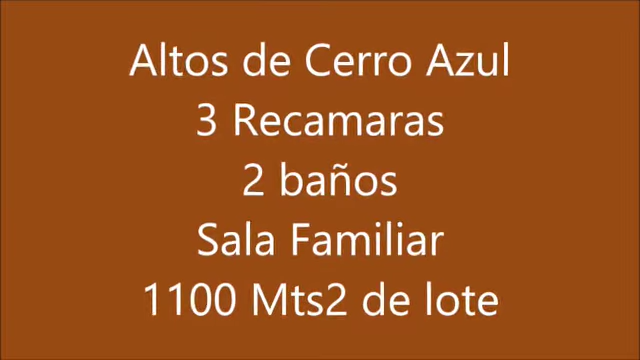 Altos de Cerro Azul
3 Recamaras
2 baños
Sala Familiar
1100 Mts2 de lote